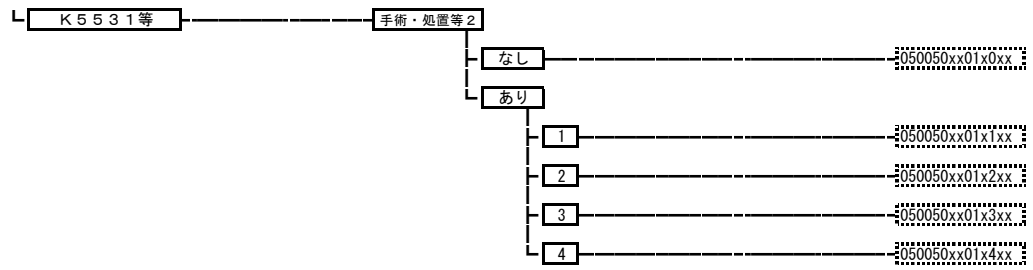 Ｋ５５３１等 手術・処置等２
なし 050050xx01x0xx
あり
1 050050xx01x1xx
2 050050xx01x2xx
3 050050xx01x3xx
4 050050xx01x4xx